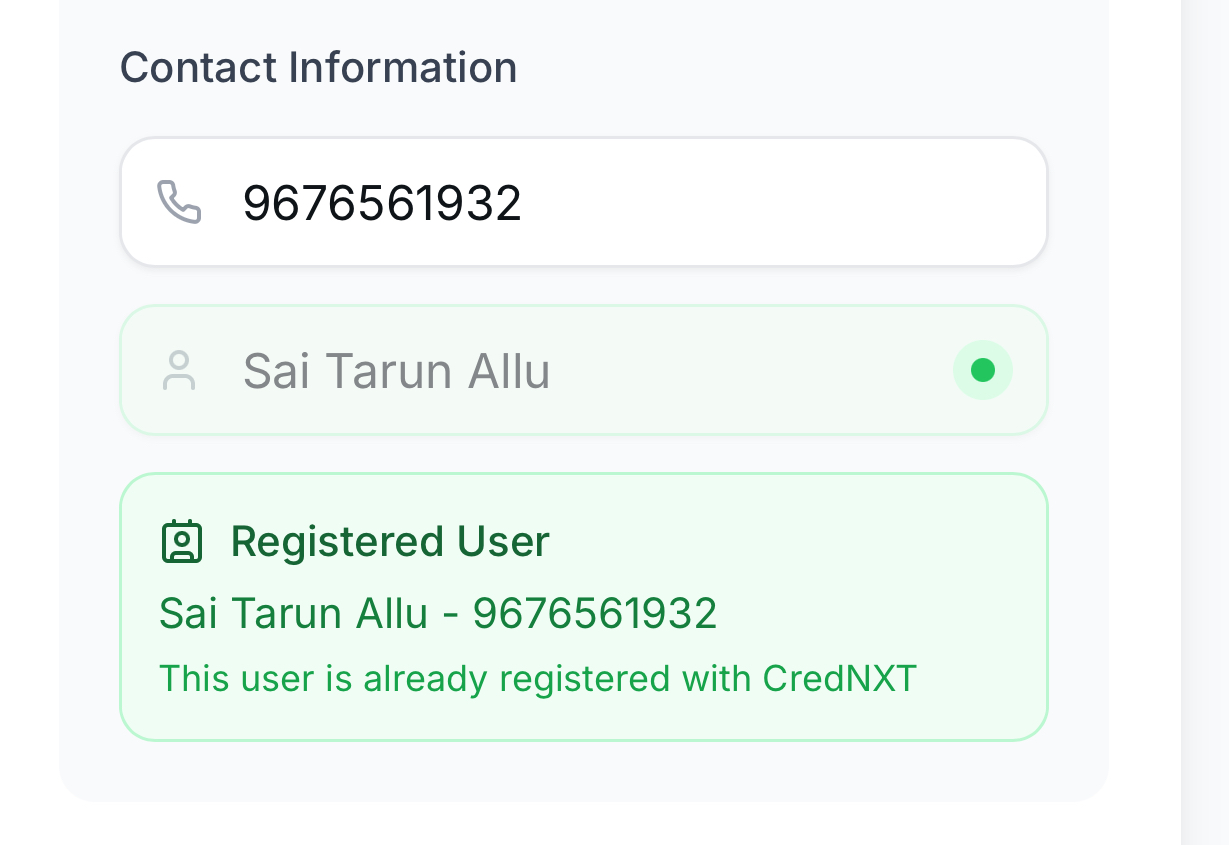 Contact Information
9676561932
Sai Tarun Allu
Registered User
Sai Tarun Allu - 9676561932
This user is already registered with CredNXT